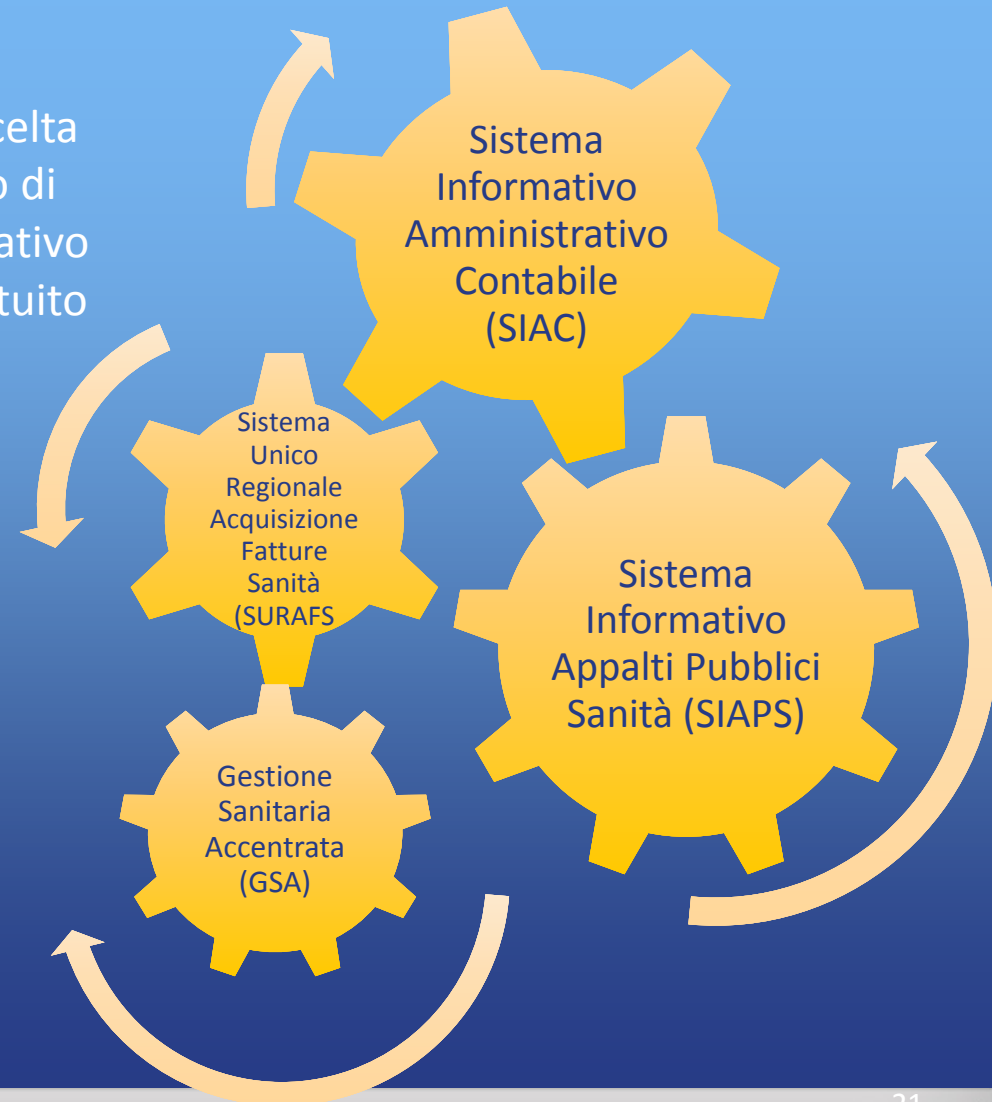 celta
o di
ativo
tuito
Sistema
Informativo
Amministrativo
Contabile
(SIAC)
Sistema
Unico
Regionale
Acquisizione
Fatture
Sanità
(SURAFS
Sistema
Informativo
Appalti Pubblici
Sanità (SIAPS)
Gestione
Sanitaria
Accentrata
(GSA)
21